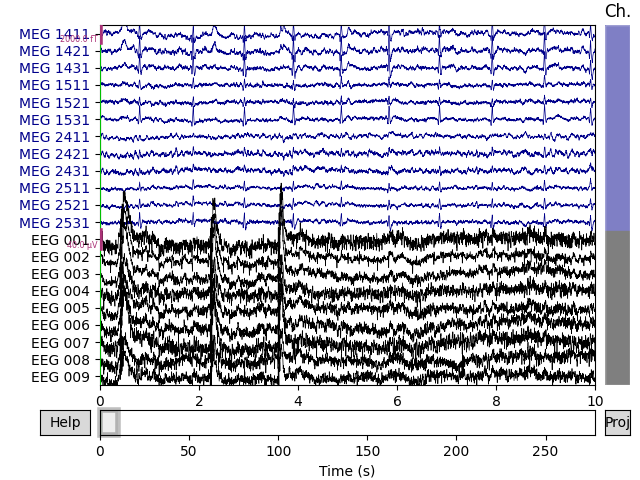 Ch.
MEG 1411
MEG 1421
MEG 1431
MEG 1511
MEG 1521
MEG 1531
MEG 2411
MEG 2421
MEG 2431
MEG 2511
MEG 2521
MEG 2531
EEG 001
EEG 002
EEG 003
EEG 004
EEG 005
EEG 006
EEG 007
EEG 008
EEG 009
0 2 4 6 8 10
Help Proj
0 50 100 150 200 250
Time (s)